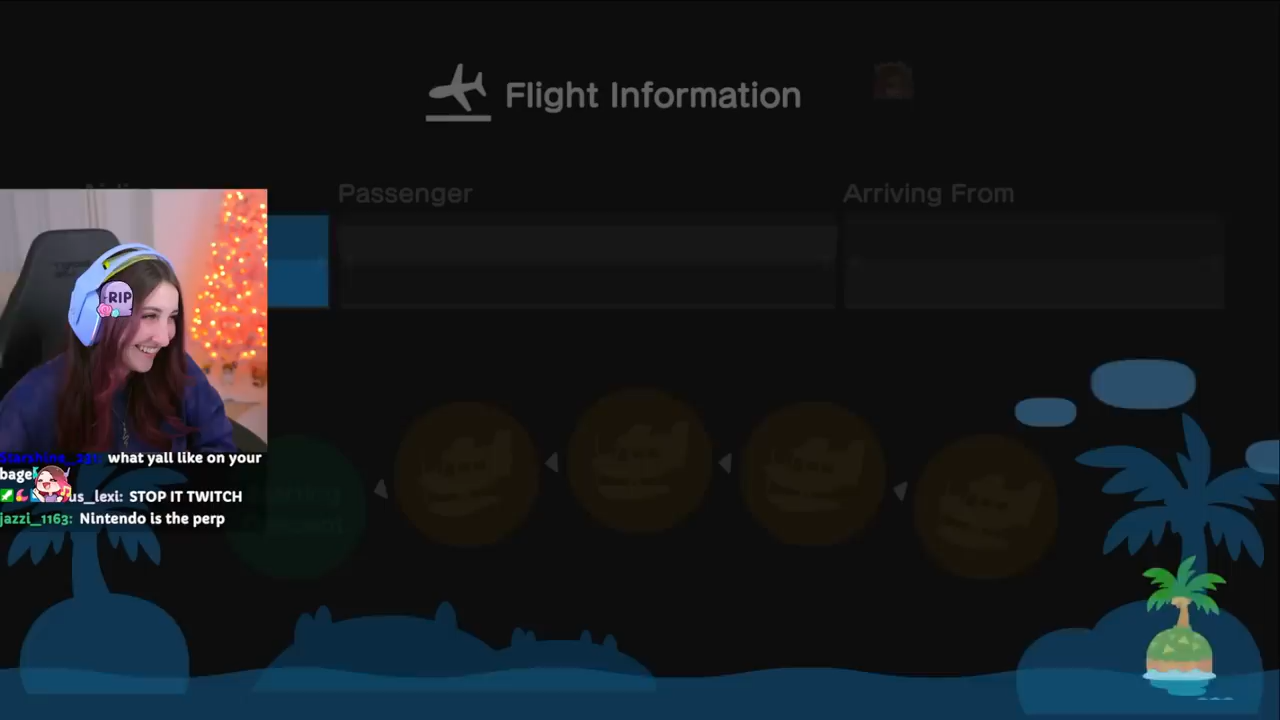 Flight Information
Passenger
Arriving From
RIP
what yall like on your
bage
us_lexi: STOP IT TWITCH
jazzi_1163: Nintendo is the perp